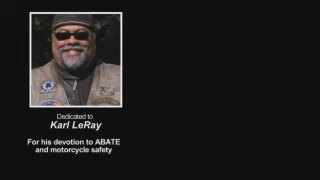 Dedicated to
Karl LeRay
For his devotion to ABATE
and motorcycle safety